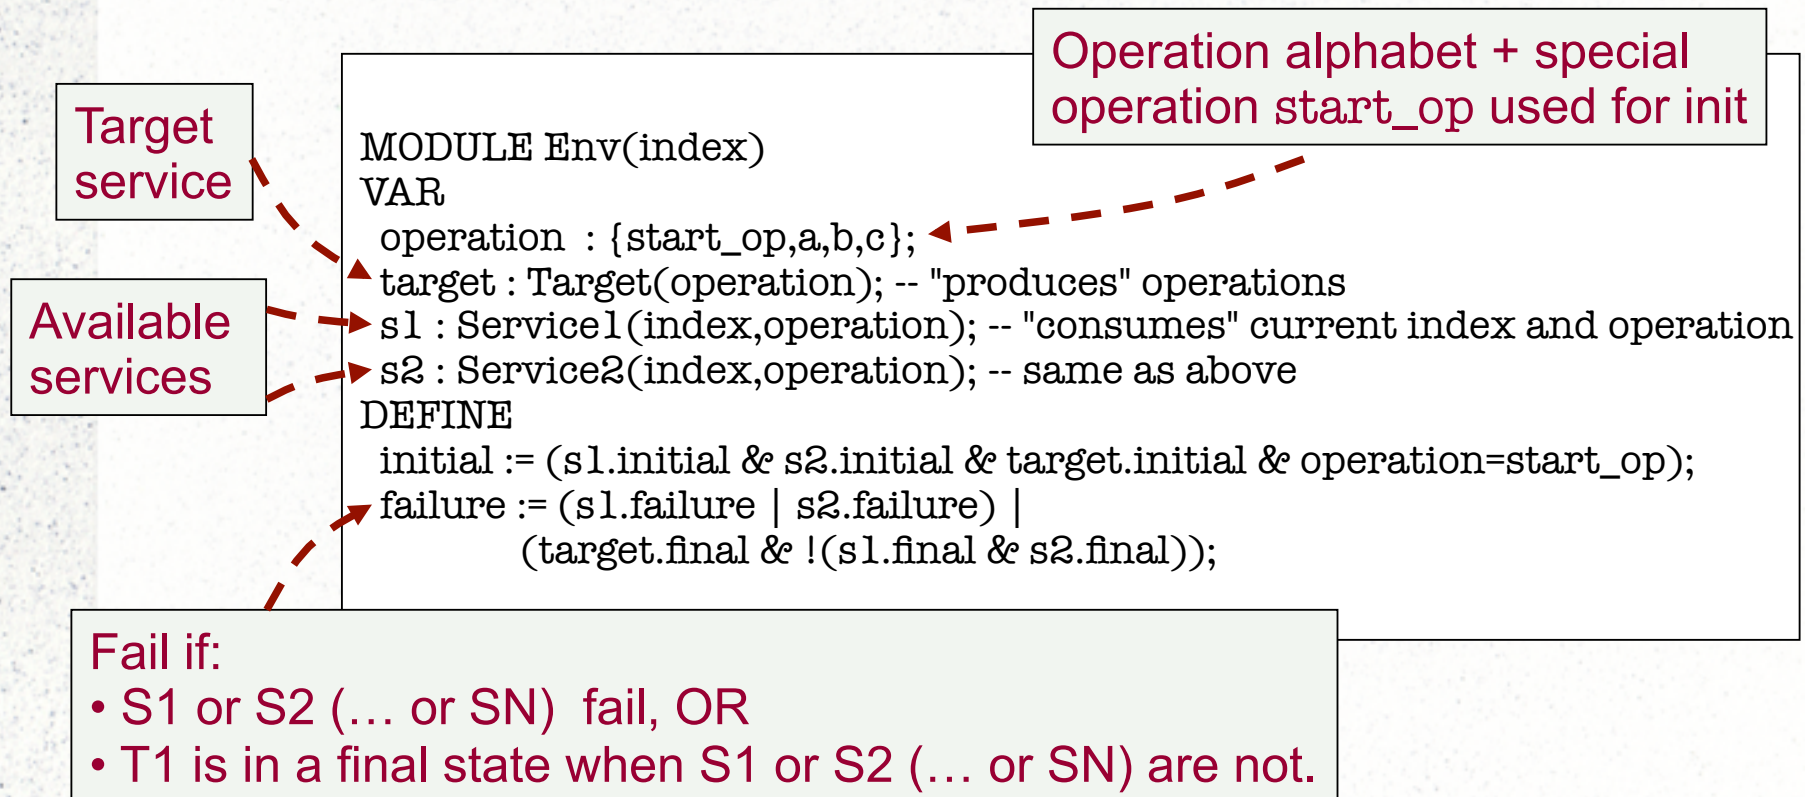 Operation alphabet + special
operation start_op used for init
Target
service
Available
services
MODULE Env(index)
VAR
operation : {start_op,a,b,c};
target : Target(operation); -- "produces" operations
s1 : Service1(index,operation); -- "consumes" current index and operation
s2 : Service2(index,operation); -- same as above
DEFINE
initial := (s1.initial & s2.initial & target.initial & operation=start_op);
failure := (s1.failure | s2.failure) |
(target.final & !(s1.final & s2.final));
Fail if:
• S1 or S2 (… or SN) fail, OR
• T1 is in a final state when S1 or S2 (… or SN) are not.